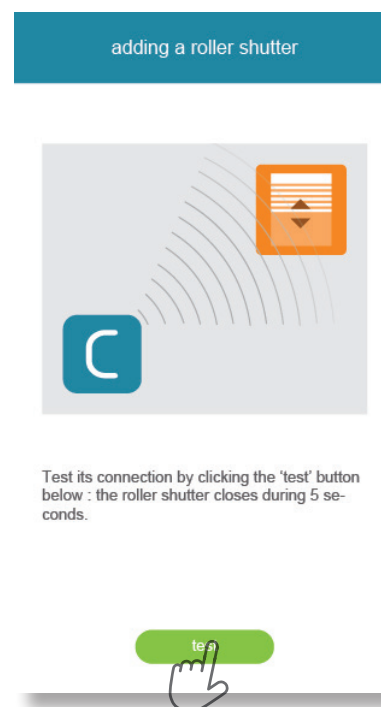 adding a roller shutter
C
Test its connection by clicking the 'test' button
below : the roller shutter closes during 5 se-
conds.
test